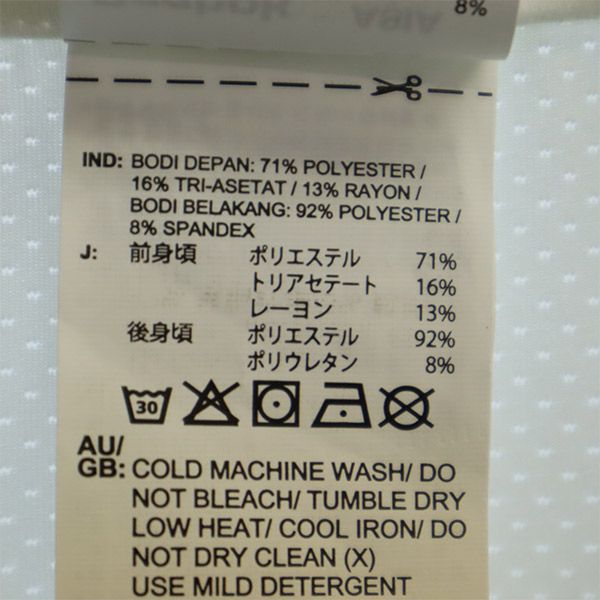 8%
IND: BODI DEPAN: 71% POLYESTER /
16% TRI-ASETAT / 13% RAYON /
BODI BELAKANG: 92% POLYESTER /
8% SPANDEX
J: 前身頃 ポリエステル 71%
トリアセテート 16%
レーヨン 13%
後身頃 ポリエステル 92%
ポリウレタン 8%
30
AU/
GB: COLD MACHINE WASH/ DO
NOT BLEACH/ TUMBLE DRY
LOW HEAT/ COOL IRON/ DO
NOT DRY CLEAN (X)
USE MILD DETERGENT